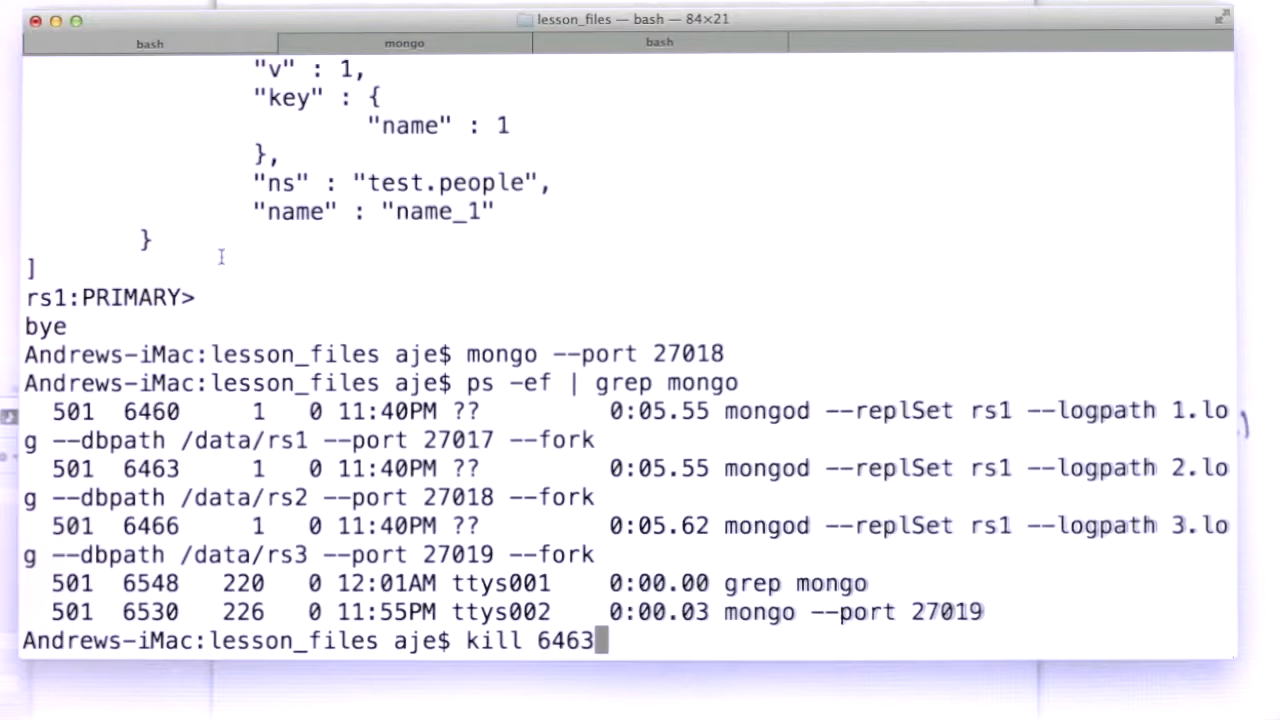 lesson_files — bash — 84×21
bash mongo bash
"v" : 1,
"key" : {
"name" : 1
},
"ns" : "test.people",
"name" : "name_1"
}
]
rs1:PRIMARY>
bye
Andrews-iMac:lesson_files aje$ mongo --port 27018
Andrews-iMac:lesson_files aje$ ps -ef | grep mongo
501 6460 1 0 11:40PM ?? 0:05.55 mongod --replSet rs1 --logpath 1.lo
g --dbpath /data/rs1 --port 27017 --fork
501 6463 1 0 11:40PM ?? 0:05.55 mongod --replSet rs1 --logpath 2.lo
g --dbpath /data/rs2 --port 27018 --fork
501 6466 1 0 11:40PM ?? 0:05.62 mongod --replSet rs1 --logpath 3.lo
g --dbpath /data/rs3 --port 27019 --fork
501 6548 220 0 12:01AM ttys001 0:00.00 grep mongo
501 6530 226 0 11:55PM ttys002 0:00.03 mongo --port 27019
Andrews-iMac:lesson_files aje$ kill 6463